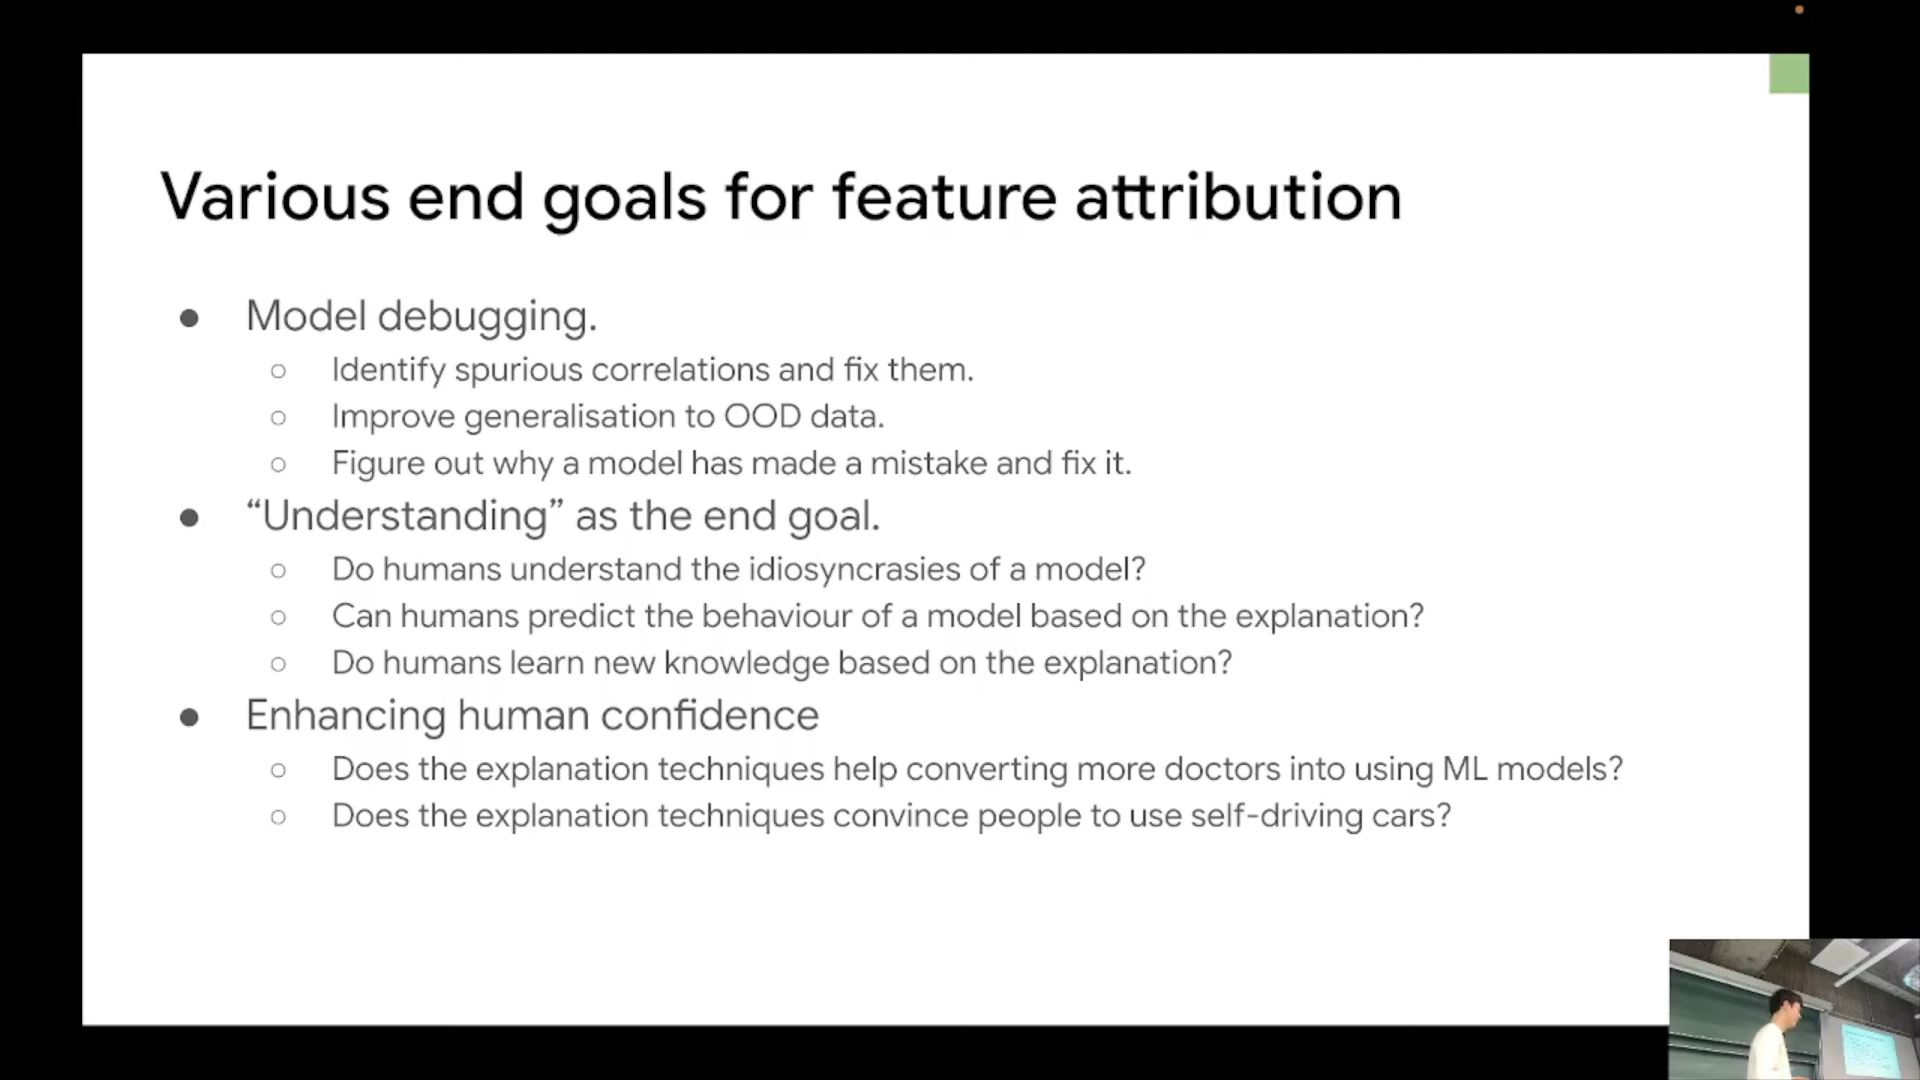 Various end goals for feature attribution
● Model debugging.
○ Identify spurious correlations and fix them.
○ Improve generalisation to OOD data.
○ Figure out why a model has made a mistake and fix it.
● “Understanding” as the end goal.
○ Do humans understand the idiosyncrasies of a model?
○ Can humans predict the behaviour of a model based on the explanation?
○ Do humans learn new knowledge based on the explanation?
● Enhancing human confidence
○ Does the explanation techniques help converting more doctors into using ML models?
○ Does the explanation techniques convince people to use self-driving cars?